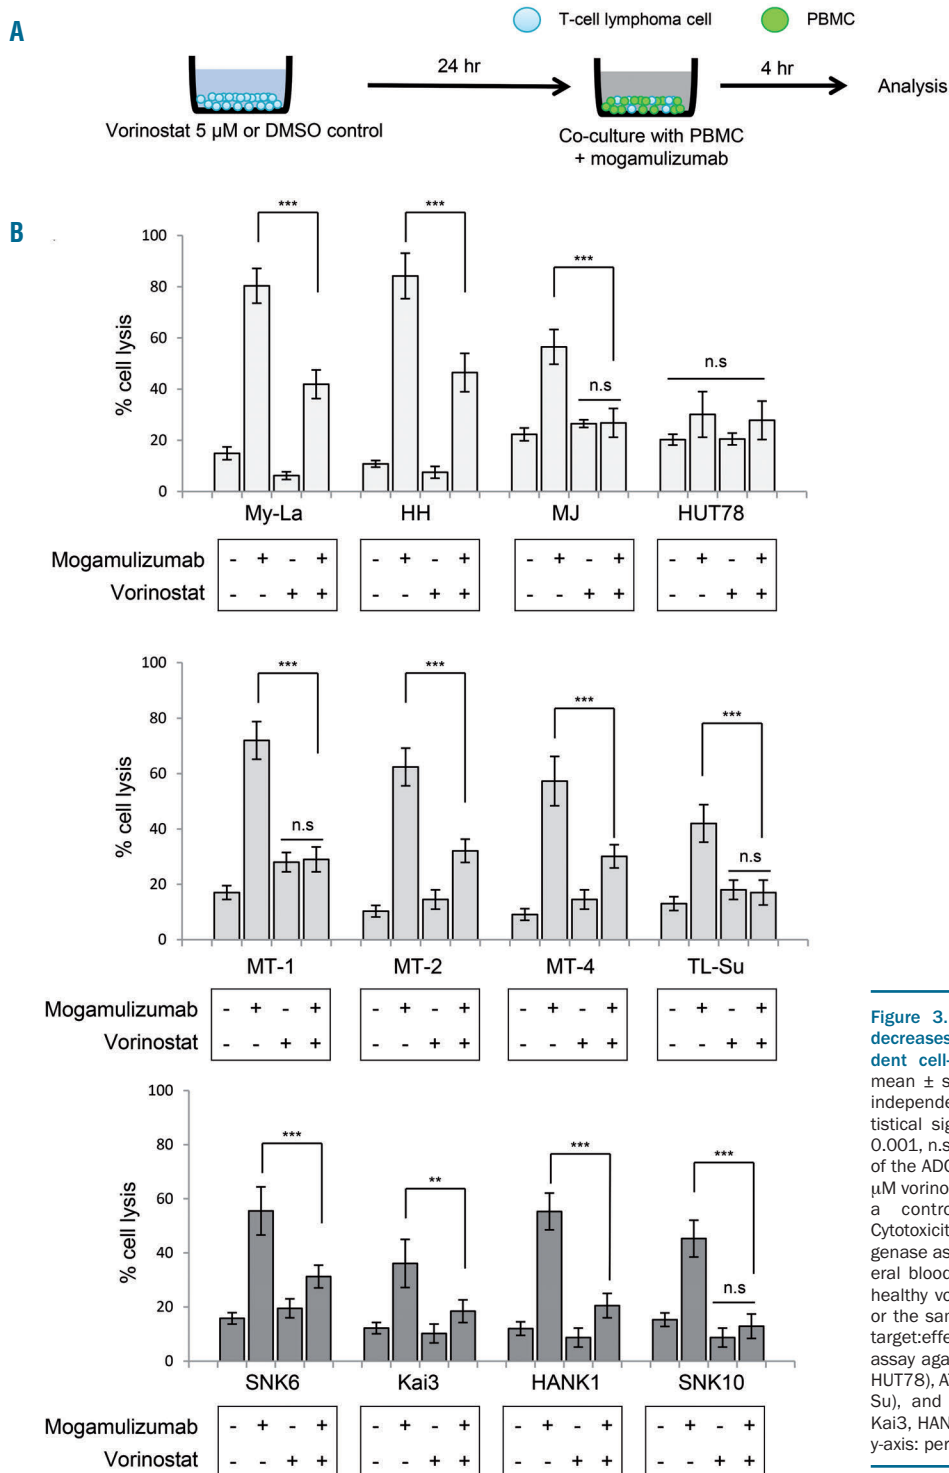 A
T-cell lymphoma cell PBMC
24 hr
4 hr
Analysis
Vorinostat 5 µM or DMSO control
Co-culture with PBMC
+ mogamulizumab
B
*** *** *** n.s n.s
% cell lysis
100
80
60
40
20
0
My-La HH MJ HUT78
Mogamulizumab - + - + - + - + - + - + - + - +
Vorinostat - - + + - - + + - - + + - - + +
*** *** *** *** n.s n.s
% cell lysis
100
80
60
40
20
0
MT-1 MT-2 MT-4 TL-Su
Mogamulizumab - + - + - + - + - + - + - + - +
Vorinostat - - + + - - + + - - + + - - + +
*** ** *** *** n.s
% cell lysis
80
60
40
20
0
SNK6 Kai3 HANK1 SNK10
Mogamulizumab - + - + - + - + - + - + - + - +
Vorinostat - - + + - - + + - - + + - - + +
Figure 3.
decreases
dent cell-
mean ± s
independe
tistical sig
0.001, n.s
of the ADC
µM vorino
a contro
Cytotoxicit
genase as
eral blood
healthy vo
or the san
target:effe
assay aga
HUT78), A
Su), and
Kai3, HAN
y-axis: per